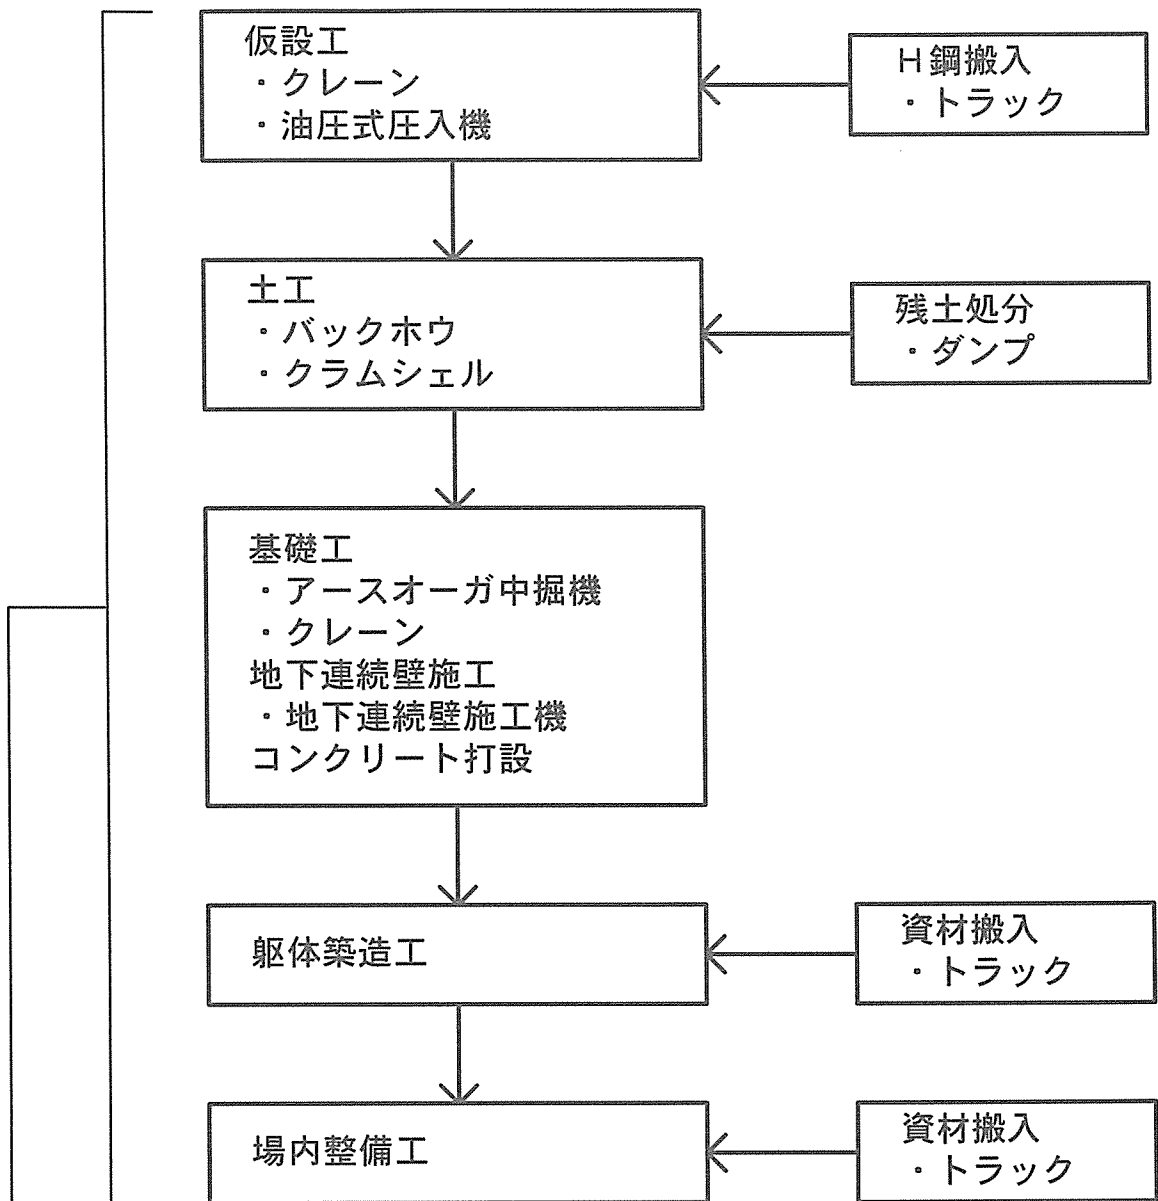 仮設工
・クレーン
・油圧式圧入機
H鋼搬入
・トラック
土工
・バックホウ
・クラムシェル
残土処分
・ダンプ
基礎工
・アースオーガ中掘機
・クレーン
地下連続壁施工
・地下連続壁施工機
コンクリート打設
躯体築造工
資材搬入
・トラック
場内整備工
資材搬入
・トラック